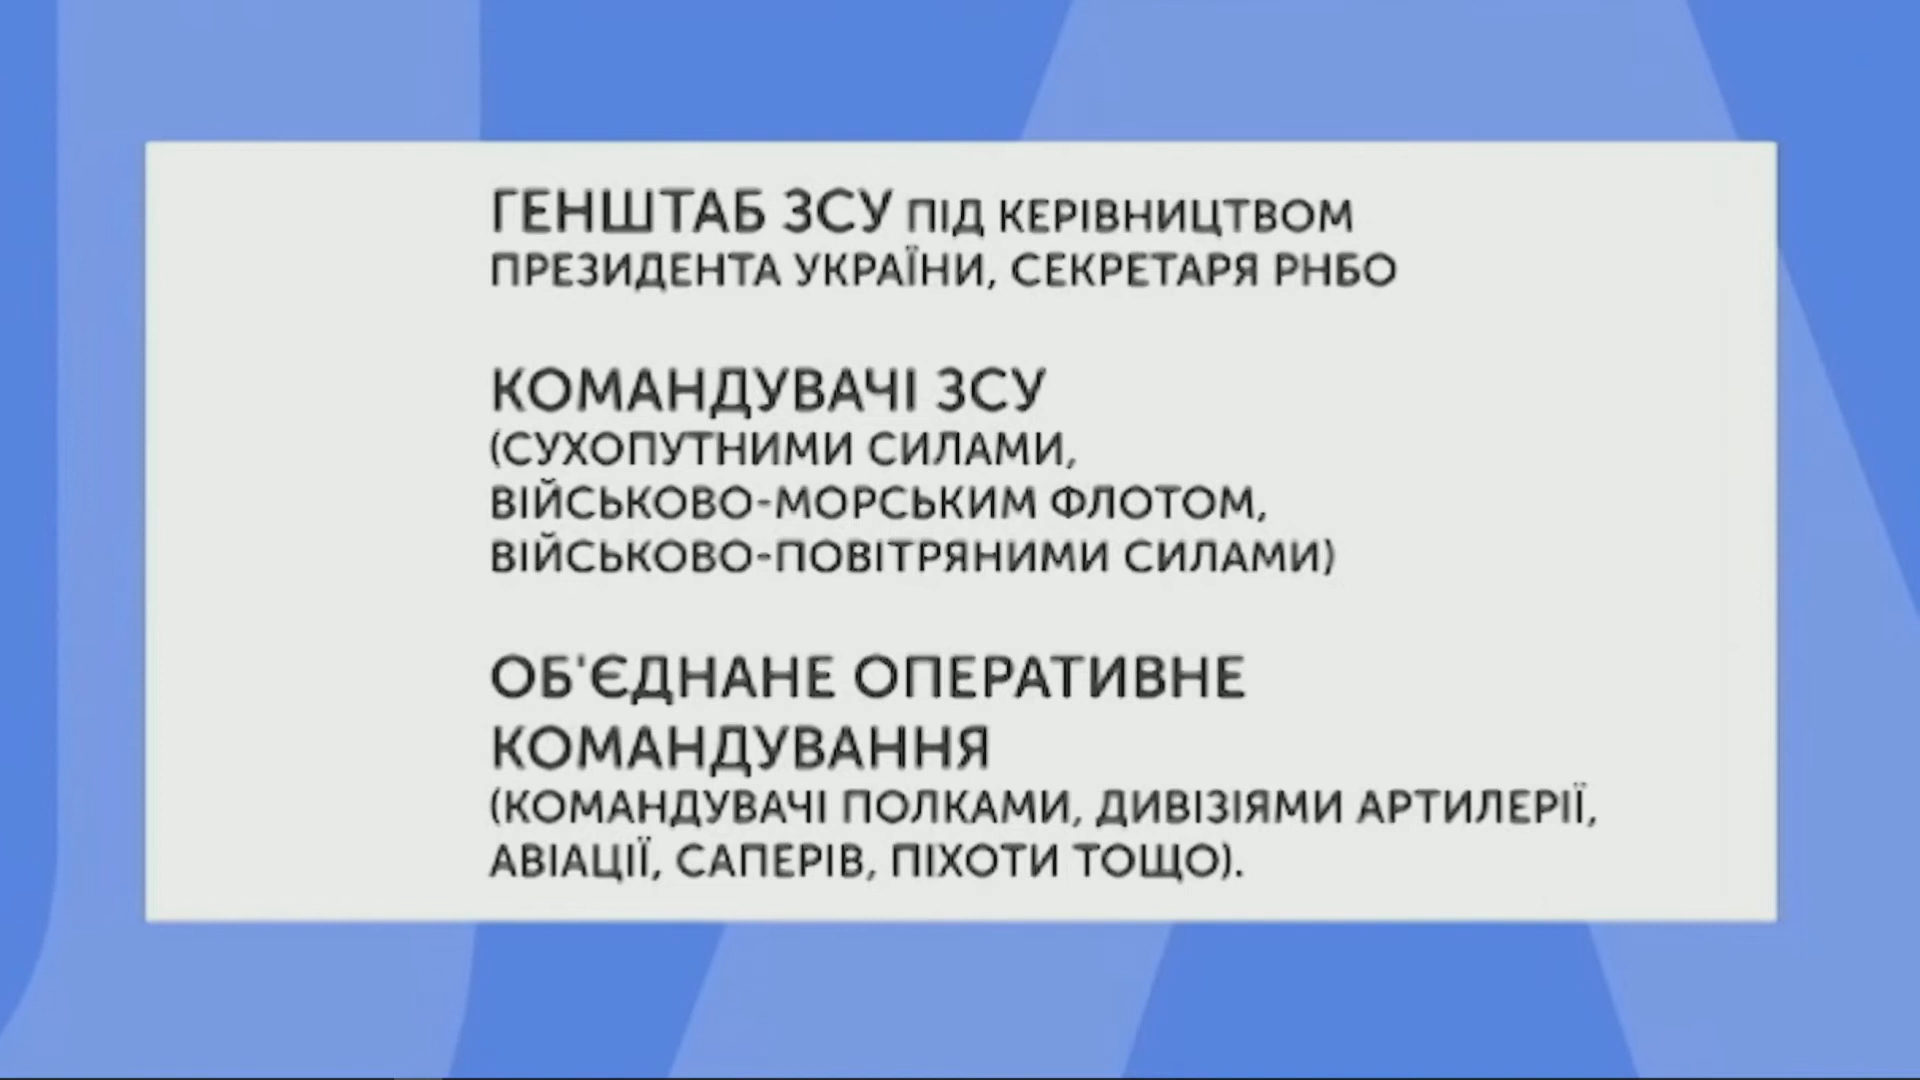 ГЕНШТАБ ЗСУ ПІД КЕРІВНИЦТВОМ
ПРЕЗИДЕНТА УКРАЇНИ, СЕКРЕТАРЯ РНБО
КОМАНДУВАЧІ ЗСУ
(СУХОПУТНИМИ СИЛАМИ,
ВІЙСЬКОВО-МОРСЬКИМ ФЛОТОМ,
ВІЙСЬКОВО-ПОВІТРЯНИМИ СИЛАМИ)
ОБ'ЄДНАНЕ ОПЕРАТИВНЕ
КОМАНДУВАННЯ
(КОМАНДУВАЧІ ПОЛКАМИ, ДИВІЗІЯМИ АРТИЛЕРІЇ,
АВІАЦІЇ, САПЕРІВ, ПІХОТИ ТОЩО).